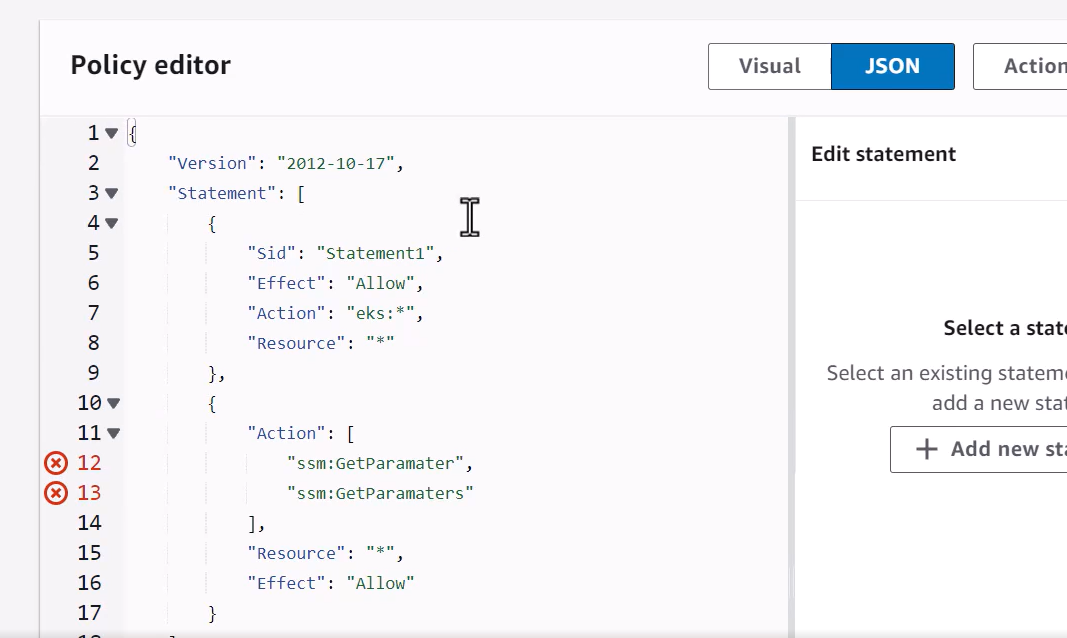 Policy editor
Visual
JSON
Action
1 {
2 "Version": "2012-10-17",
3 "Statement": [
4 {
5 "Sid": "Statement1",
6 "Effect": "Allow",
7 "Action": "eks:*",
8 "Resource": "*"
9 },
10 {
11 "Action": [
12 "ssm:GetParamater",
13 "ssm:GetParamaters"
14 ],
15 "Resource": "*",
16 "Effect": "Allow"
17 }
Edit statement
Select a state
Select an existing stateme
add a new stat
+ Add new sta